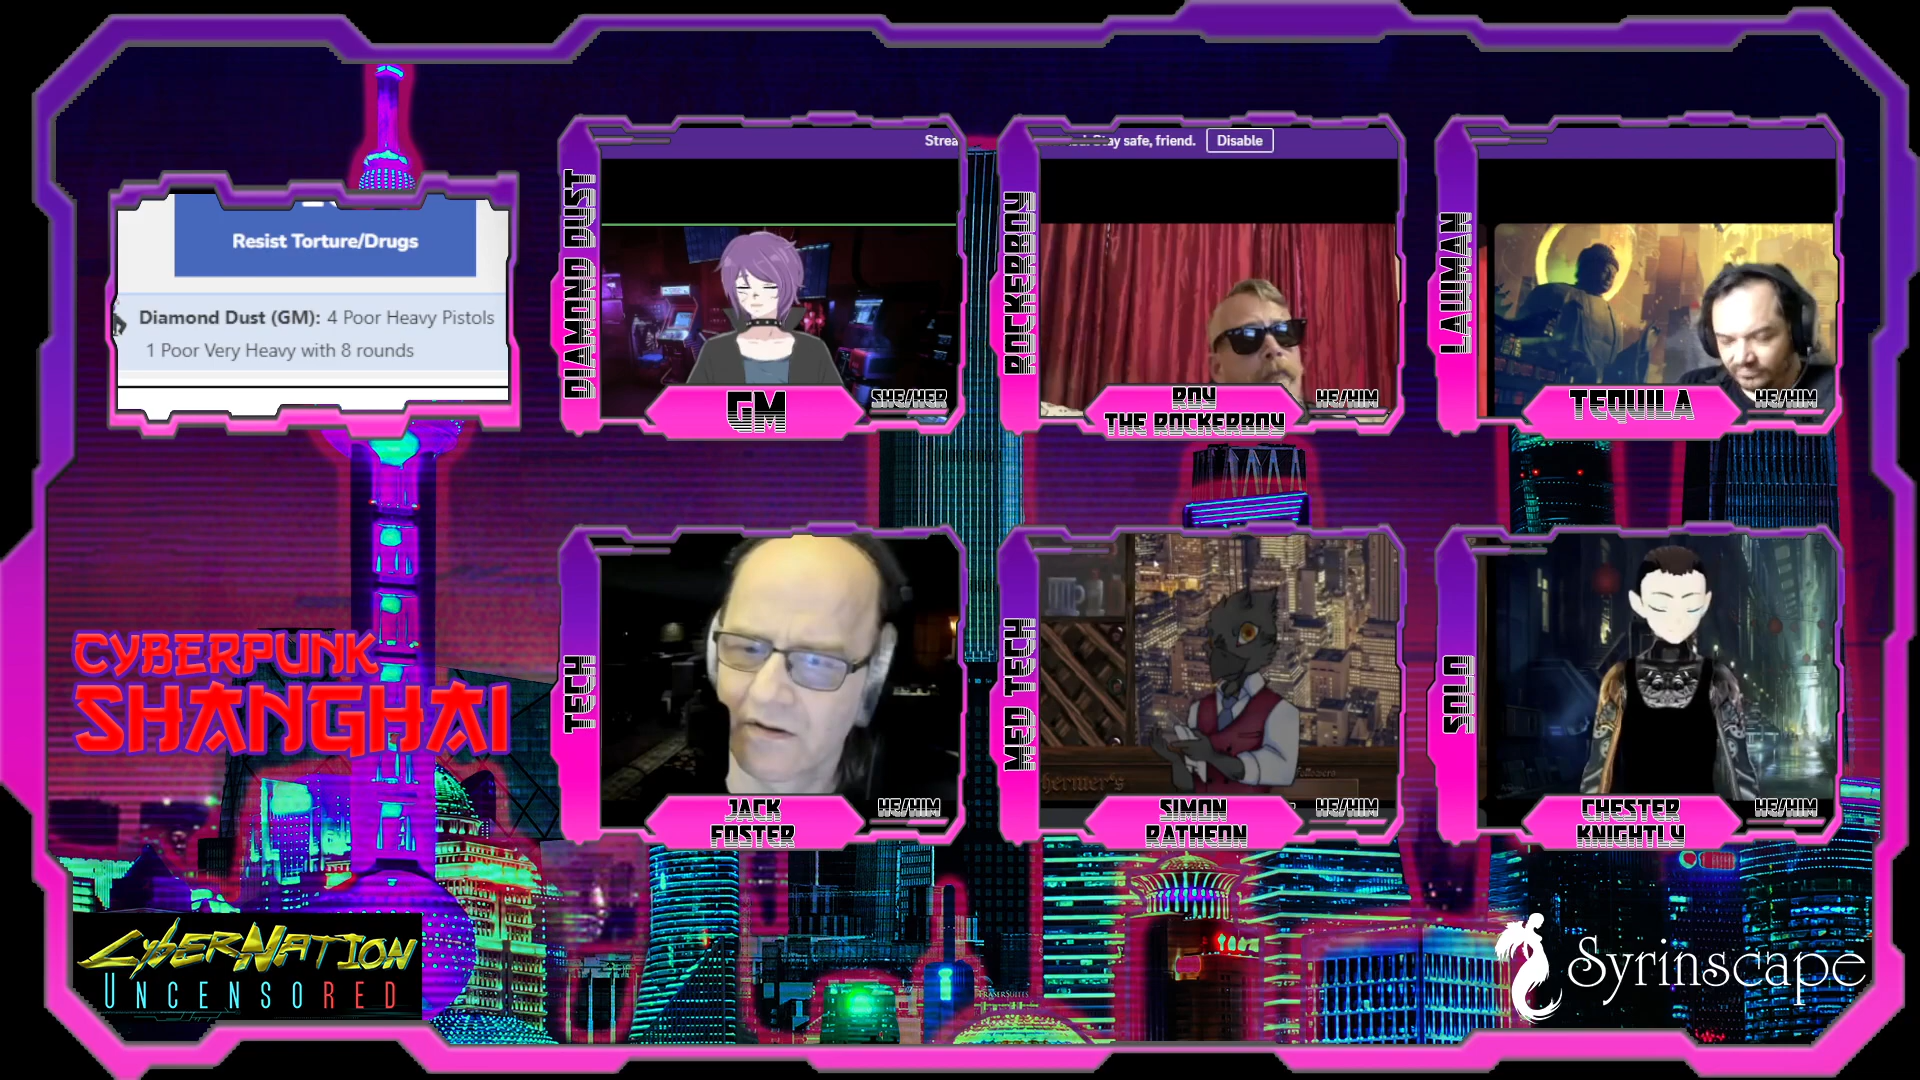 Strea
Stay safe, friend.
Disable
Resist Torture/Drugs
Diamond Dust (GM): 4 Poor Heavy Pistols
1 Poor Very Heavy with 8 rounds
DIAMOND DUST
GM
SHE/HER
ROCKERBOY
ROY
THE ROCKERBOY
HE/HIM
LAWMAN
TEQUILA
HE/HIM
CYBERPUNK
SHANGHAI
TECH
JACK
FOSTER
HE/HIM
MED TECH
SIMON
RATHEON
HE/HIM
Followers
SOLO
CHESTER
KNIGHTLY
HE/HIM
CYBERNATION
UNCENSORED
FRASER SUITES
Syrinscape